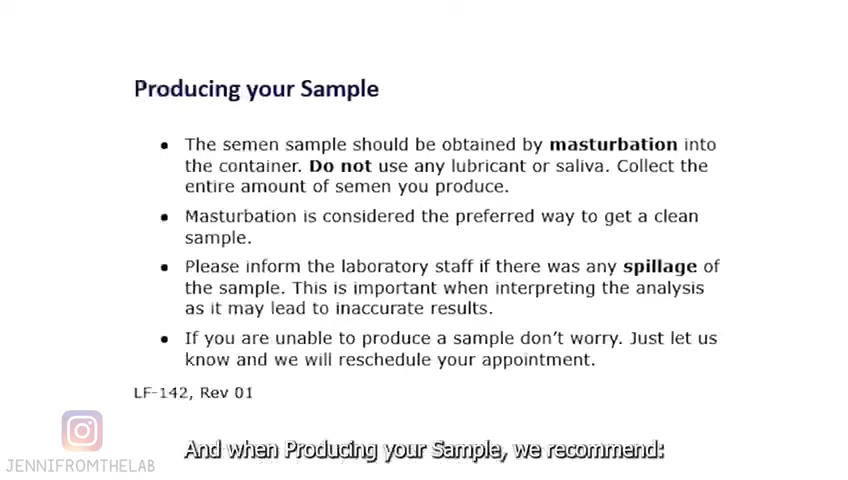 Producing your Sample
• The semen sample should be obtained by masturbation into
the container. Do not use any lubricant or saliva. Collect the
entire amount of semen you produce.
• Masturbation is considered the preferred way to get a clean
sample.
• Please inform the laboratory staff if there was any spillage of
the sample. This is important when interpreting the analysis
as it may lead to inaccurate results.
• If you are unable to produce a sample don't worry. Just let us
know and we will reschedule your appointment.
LF-142, Rev 01
And when Producing your Sample, we recommend:
JENNIFROMTHELAB